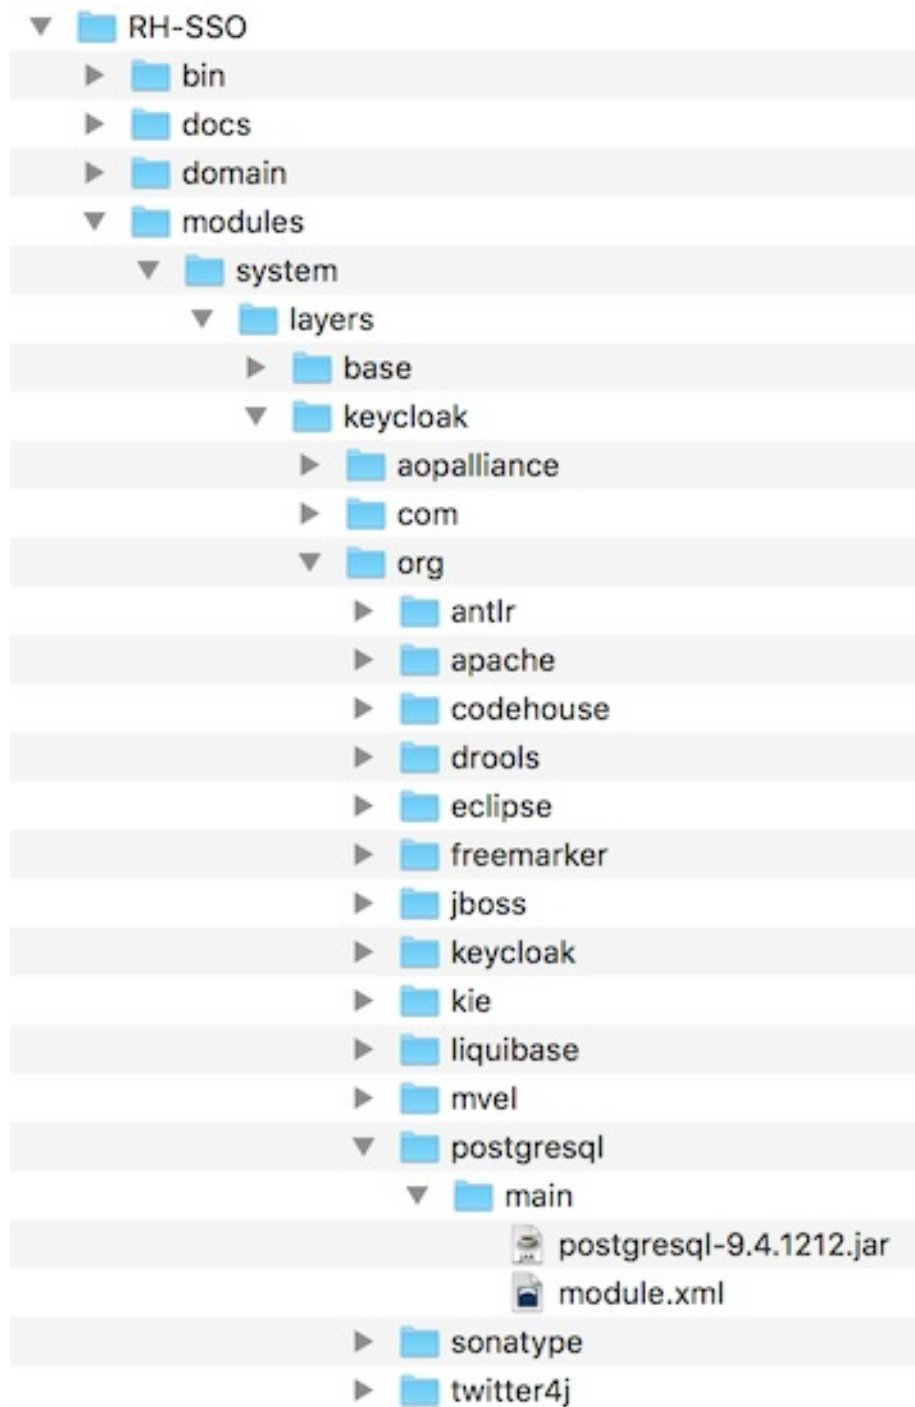 RH-SSO
bin
docs
domain
modules
system
layers
base
keycloak
aopalliance
com
org
antlr
apache
codehouse
drools
eclipse
freemarker
jboss
keycloak
kie
liquibase
mvel
postgresql
main
postgresql-9.4.1212.jar
module.xml
sonatype
twitter4j